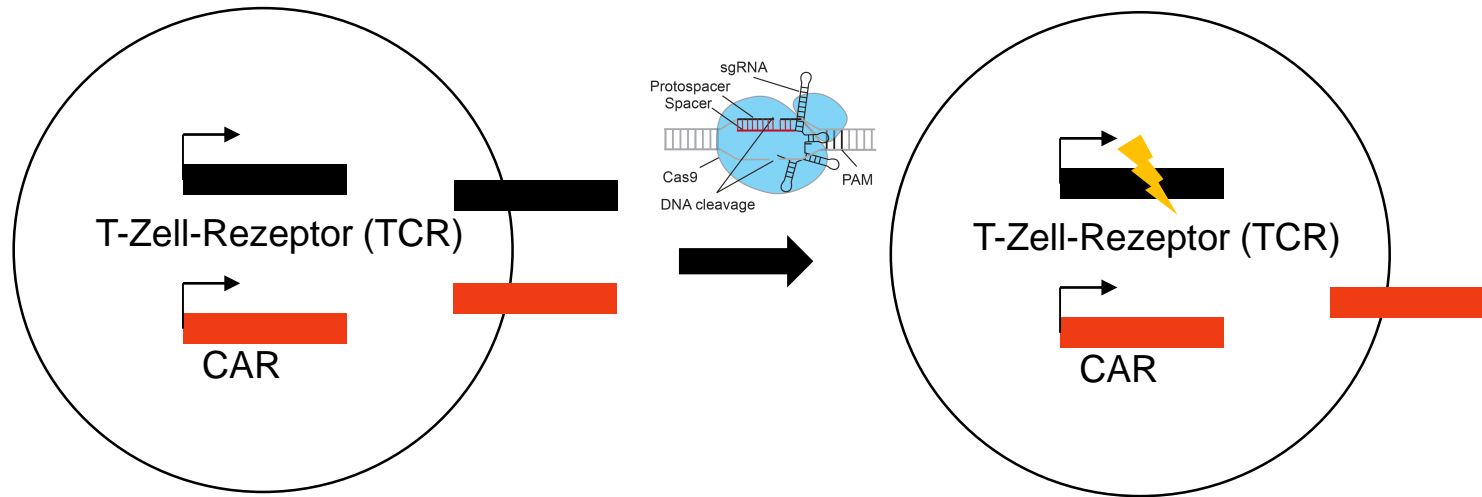 T-Zell-Rezeptor (TCR)
CAR
sgRNA
Protospacer
Spacer
Cas9
PAM
DNA cleavage
T-Zell-Rezeptor (TCR)
CAR